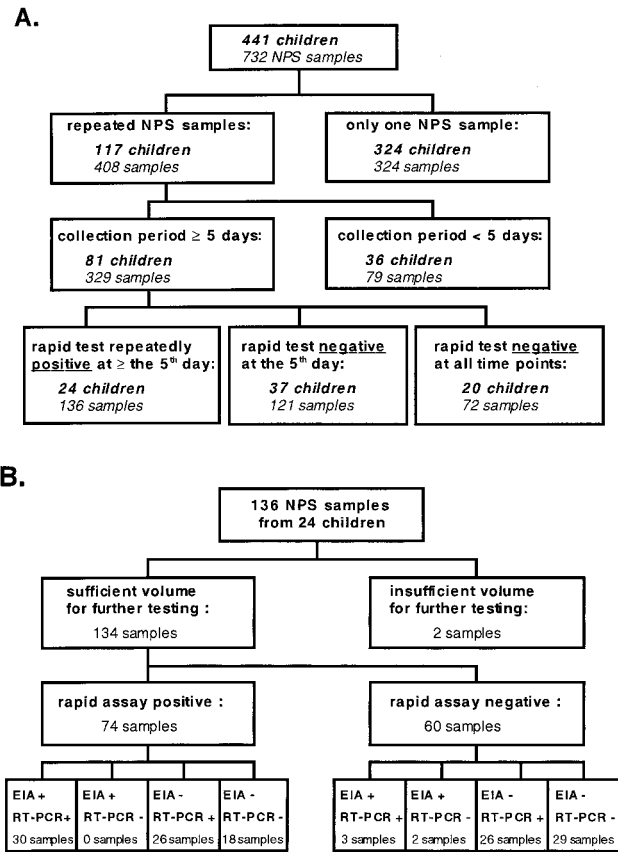 A.
441 children
732 NPS samples
repeated NPS samples:
117 children
408 samples
only one NPS sample:
324 children
324 samples
collection period ≥ 5 days:
81 children
329 samples
collection period < 5 days:
36 children
79 samples
rapid test repeatedly
positive at ≥ the 5th day:
24 children
136 samples
rapid test negative
at the 5th day:
37 children
121 samples
rapid test negative
at all time points:
20 children
72 samples
B.
136 NPS samples
from 24 children
sufficient volume
for further testing :
134 samples
insufficient volume
for further testing:
2 samples
rapid assay positive :
74 samples
rapid assay negative :
60 samples
EIA +
RT-PCR+
30 samples
EIA +
RT-PCR -
0 samples
EIA -
RT-PCR +
26 samples
EIA -
RT-PCR -
18 samples
EIA +
RT-PCR +
3 samples
EIA +
RT-PCR -
2 samples
EIA -
RT-PCR +
26 samples
EIA -
RT-PCR -
29 samples